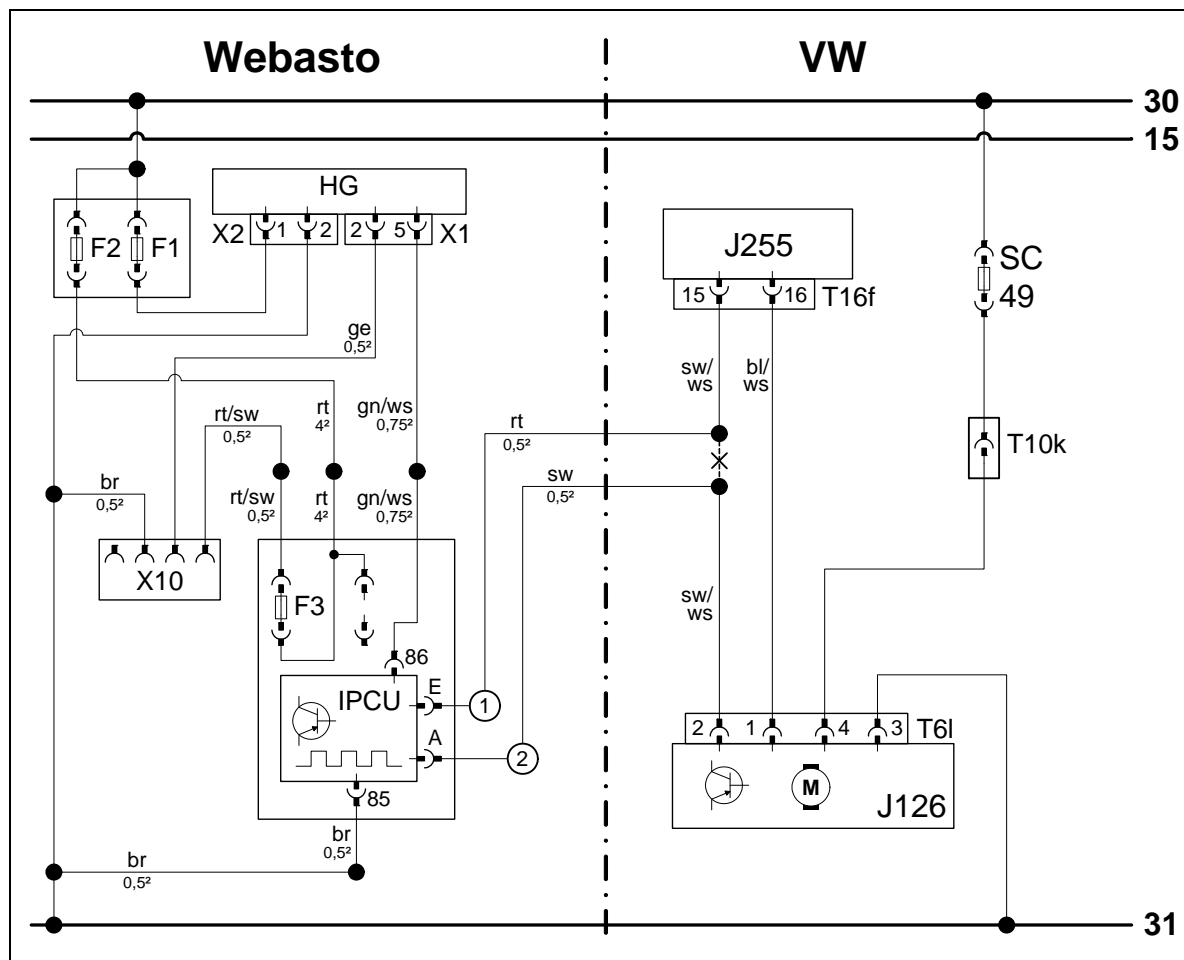 Webasto
VW
30
15
HG
X2
1
2
2
5
X1
F2
F1
J255
15
16
T16f
SC
49
ge
0,5²
sw/
ws
bl/
ws
rt/sw
0,5²
rt
4²
gn/ws
0,75²
rt
0,5²
T10k
br
0,5²
rt/sw
0,5²
rt
4²
gn/ws
0,75²
sw
0,5²
X10
F3
sw/
ws
86
IPCU
E
1
A
2
85
2
1
4
3
T6l
M
J126
br
0,5²
br
0,5²
31